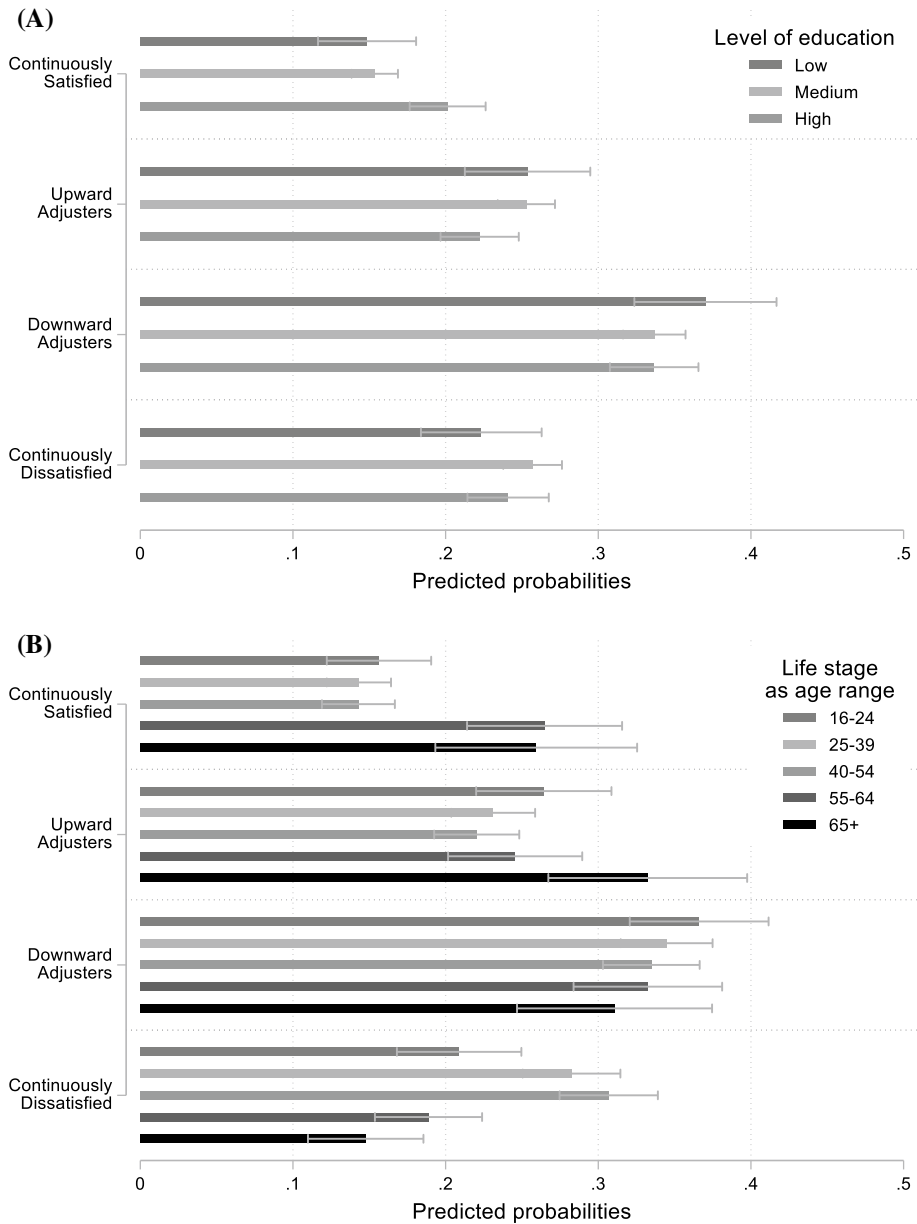 (A)
Level of education
Low
Medium
High
Continuously
Satisfied
Upward
Adjusters
Downward
Adjusters
Continuously
Dissatisfied
0 .1 .2 .3 .4 .5
Predicted probabilities
(B)
Life stage
as age range
16-24
25-39
40-54
55-64
65+
Continuously
Satisfied
Upward
Adjusters
Downward
Adjusters
Continuously
Dissatisfied
0 .1 .2 .3 .4 .5
Predicted probabilities